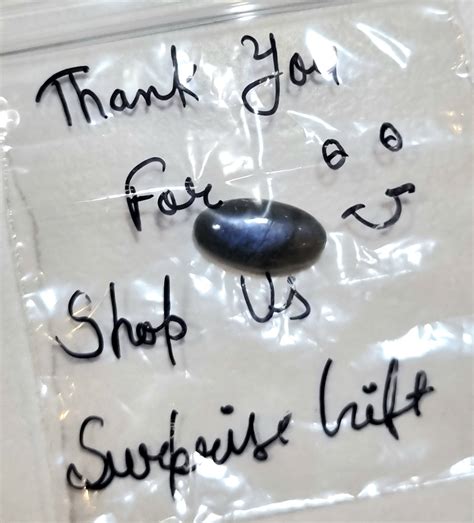 Thank You
For
Shop Us
Surprise Gift